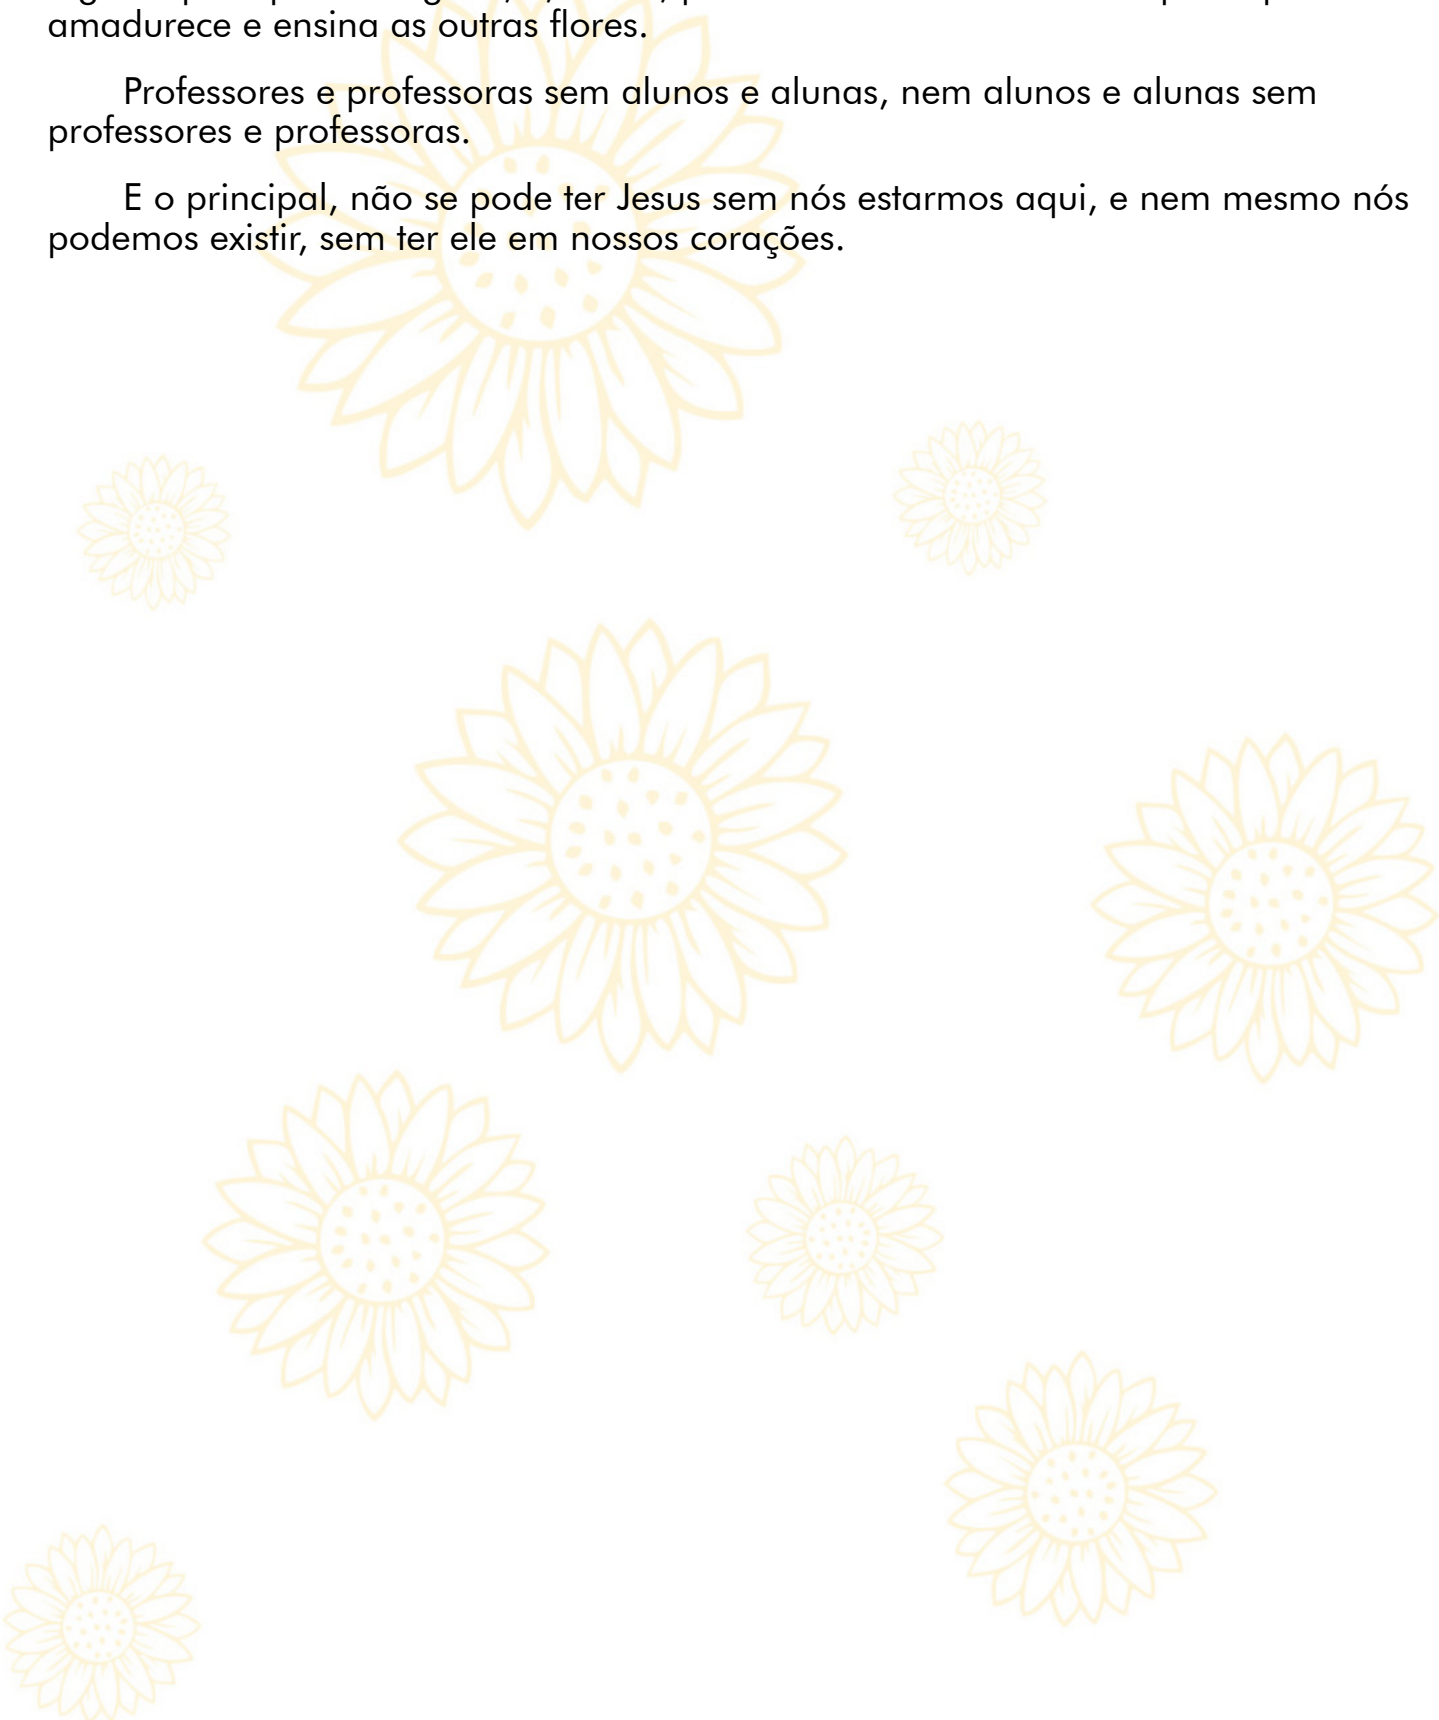 amadurece e ensina as outras flores.
Professores e professoras sem alunos e alunas, nem alunos e alunas sem
professores e professoras.
E o principal, não se pode ter Jesus sem nós estarmos aqui, e nem mesmo nós
podemos existir, sem ter ele em nossos corações.